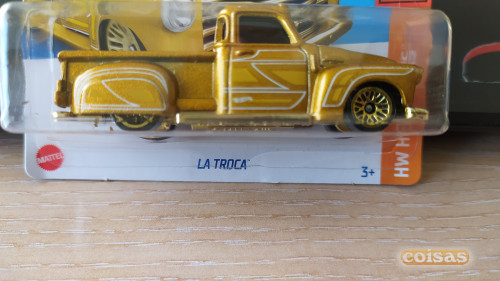 MATTEL
LA TROCA
3+
HW H
coisas